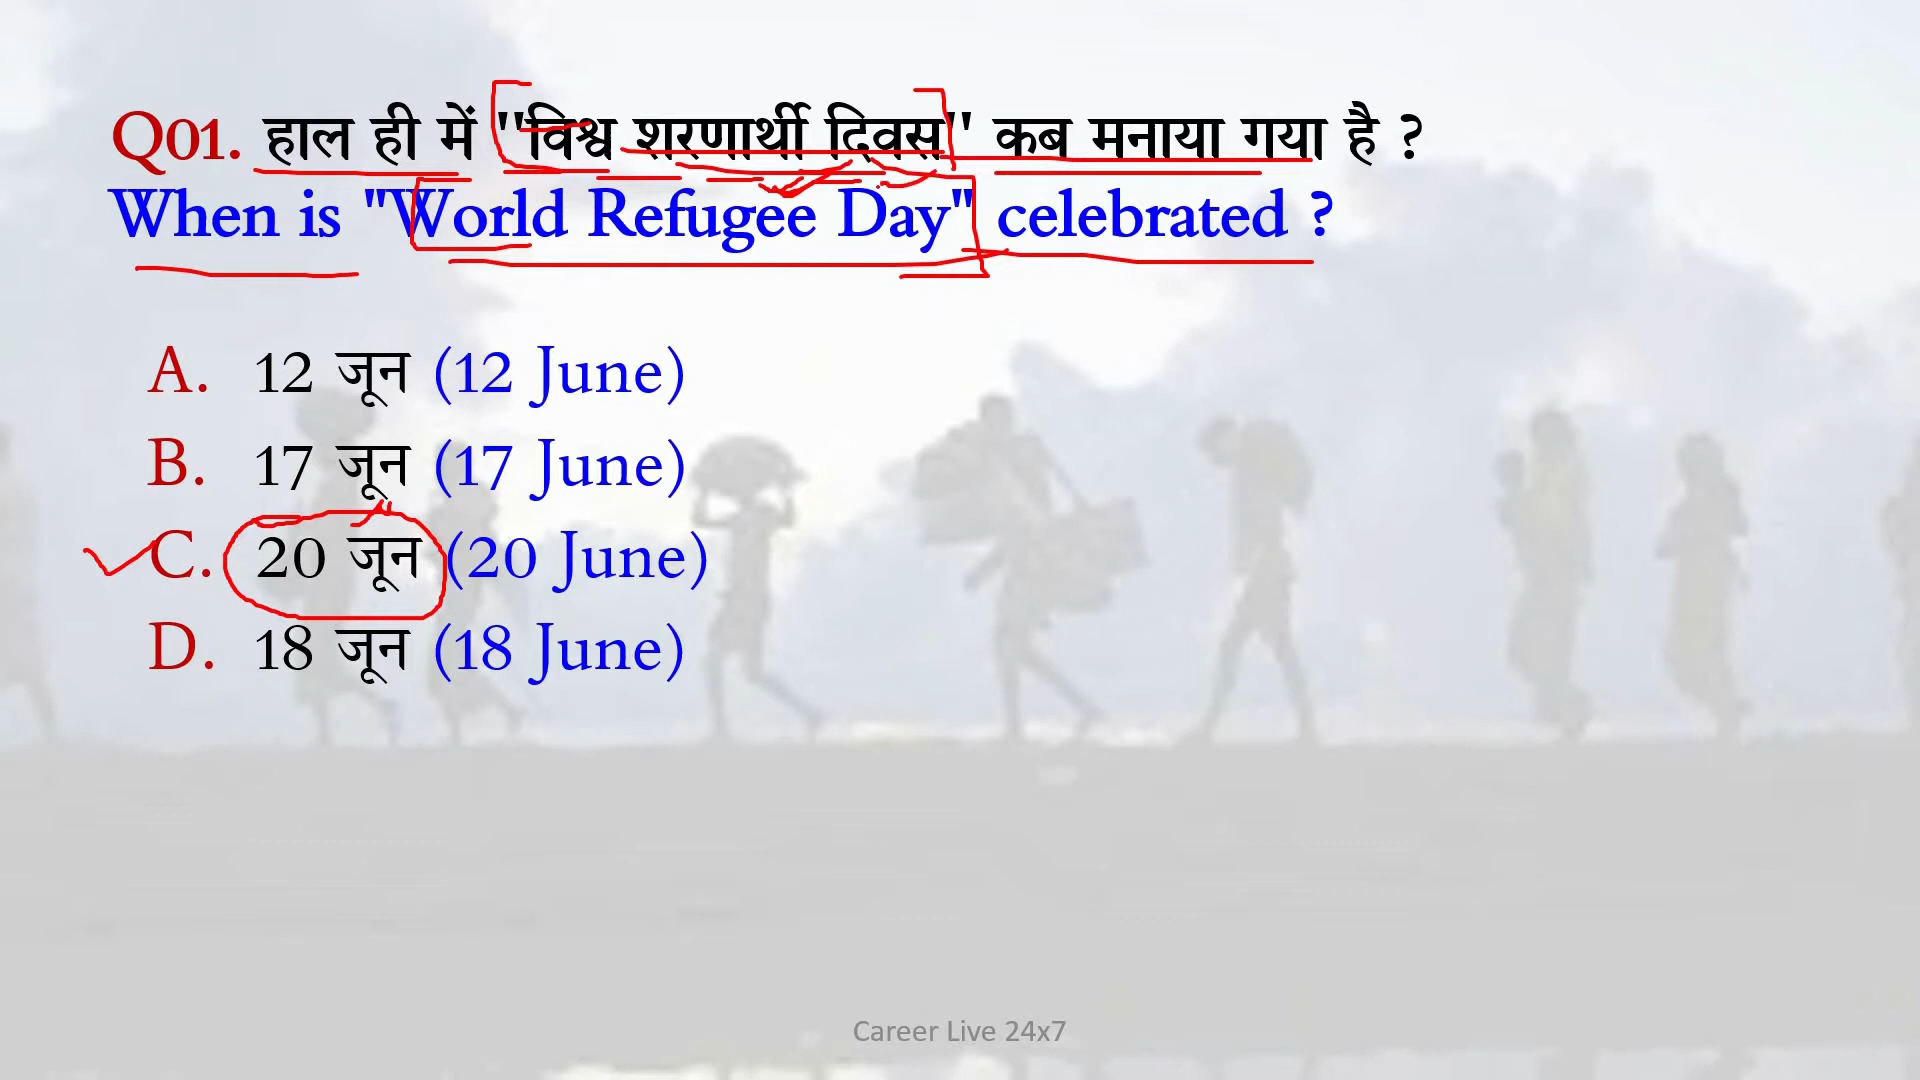 Q01. हाल ही में "विश्व शरणार्थी दिवस" कब मनाया गया है ?
When is "World Refugee Day" celebrated ?
A. 12 जून (12 June)
B. 17 जून (17 June)
C. 20 जून (20 June)
D. 18 जून (18 June)
Career Live 24x7